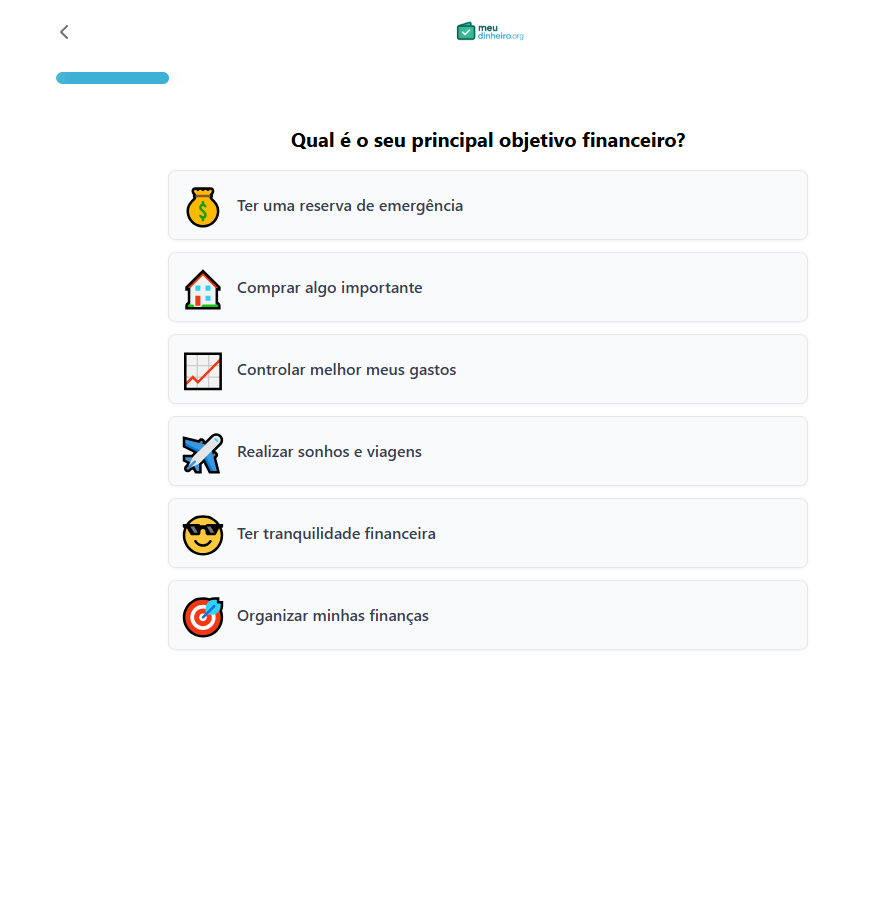 meu
dinheiro.org
Qual é o seu principal objetivo financeiro?
$
Ter uma reserva de emergência
Comprar algo importante
Controlar melhor meus gastos
Realizar sonhos e viagens
Ter tranquilidade financeira
Organizar minhas finanças